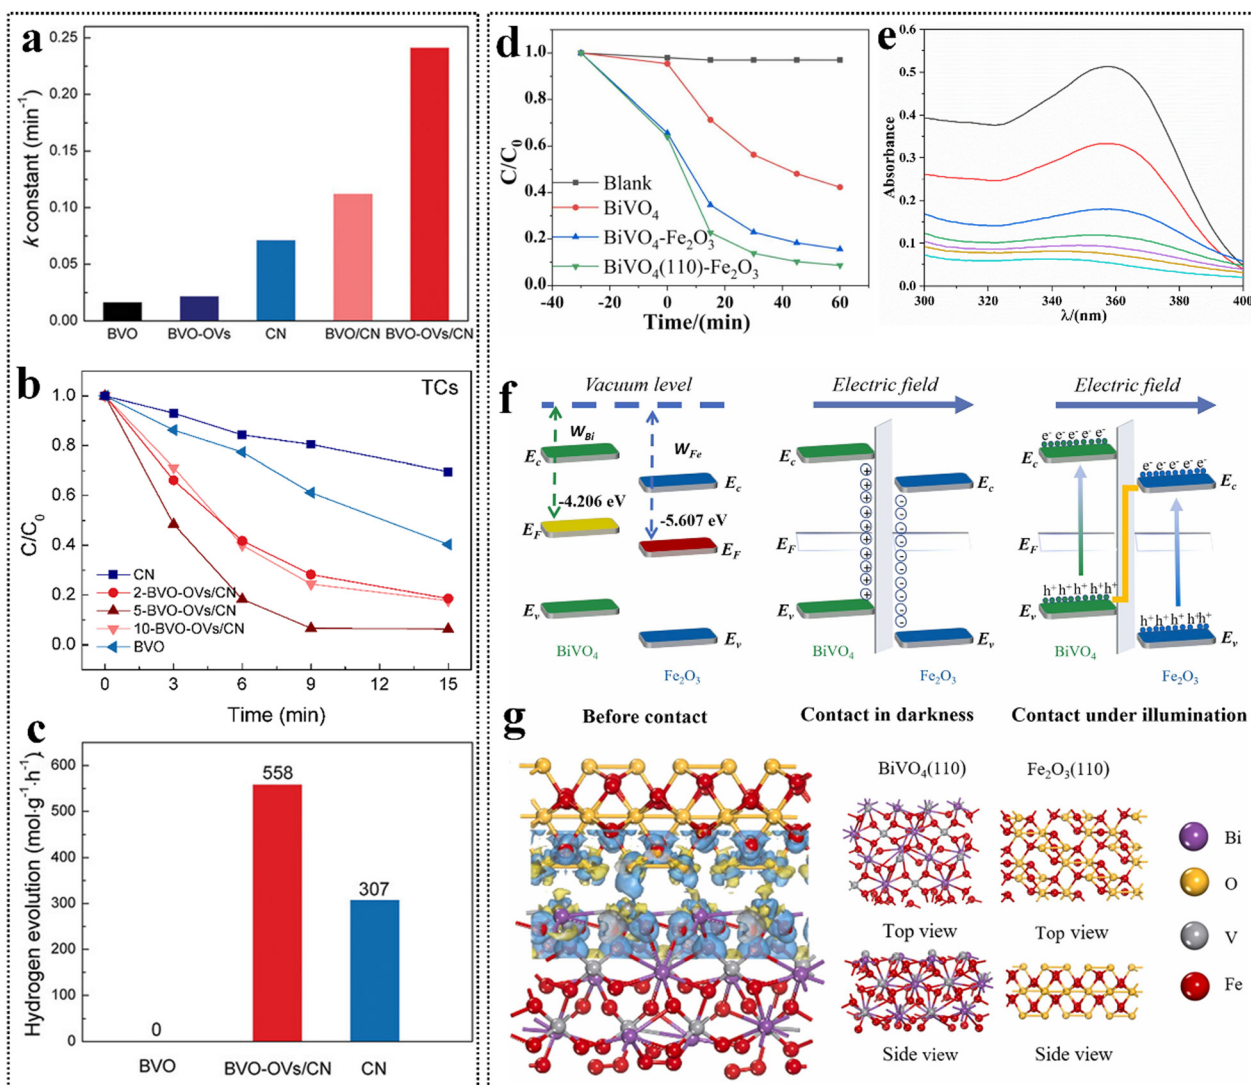 a
k constant (min⁻¹)
0.25
0.20
0.15
0.10
0.05
0.00
BVO
BVO-OVs
CN
BVO/CN
BVO-OVs/CN
b
TCs
C/C₀
1.0
0.8
0.6
0.4
0.2
0.0
CN
2-BVO-OVs/CN
5-BVO-OVs/CN
10-BVO-OVs/CN
BVO
0 3 6 9 12 15
Time (min)
c
Hydrogen evolution (mol·g⁻¹·h⁻¹)
600
500
400
300
200
100
0
0
558
307
BVO
BVO-OVs/CN
CN
d
C/C₀
1.0
0.8
0.6
0.4
0.2
0.0
Blank
BiVO₄
BiVO₄-Fe₂O₃
BiVO₄(110)-Fe₂O₃
-40 -20 0 20 40 60
Time/(min)
e
Absorbance
0.6
0.5
0.4
0.3
0.2
0.1
0.0
300 320 340 360 380 400
λ/(nm)
f
Vacuum level
W_Bi
W_Fe
E_c
E_c
-4.206 eV
-5.607 eV
E_F
E_F
E_v
E_v
BiVO₄
Fe₂O₃
Before contact
Electric field
E_c
E_c
E_F
E_v
E_v
BiVO₄
Fe₂O₃
Contact in darkness
Electric field
e⁻ e⁻ e⁻ e⁻ e⁻ e⁻
E_c
e⁻ e⁻ e⁻ e⁻ e⁻ e⁻
E_c
E_F
h⁺h⁺h⁺ h⁺h⁺h⁺
E_v
h⁺h⁺h⁺ h⁺ h⁺h⁺
E_v
BiVO₄
Fe₂O₃
Contact under illumination
g
BiVO₄(110)
Fe₂O₃(110)
Top view
Top view
Side view
Side view
Bi
O
V
Fe